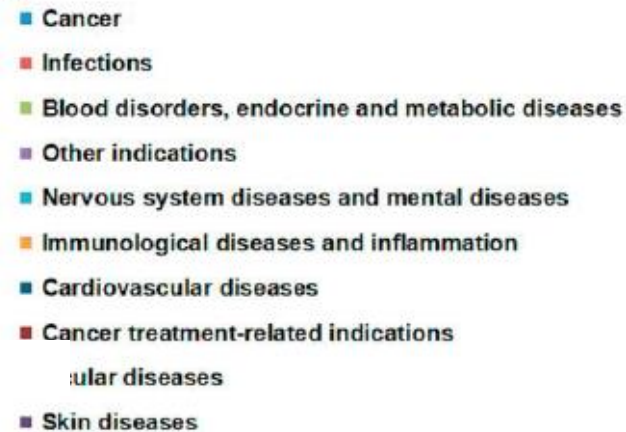 Cancer
Infections
Blood disorders, endocrine and metabolic diseases
Other indications
Nervous system diseases and mental diseases
Immunological diseases and inflammation
Cardiovascular diseases
Cancer treatment-related indications
diseases
Skin diseases